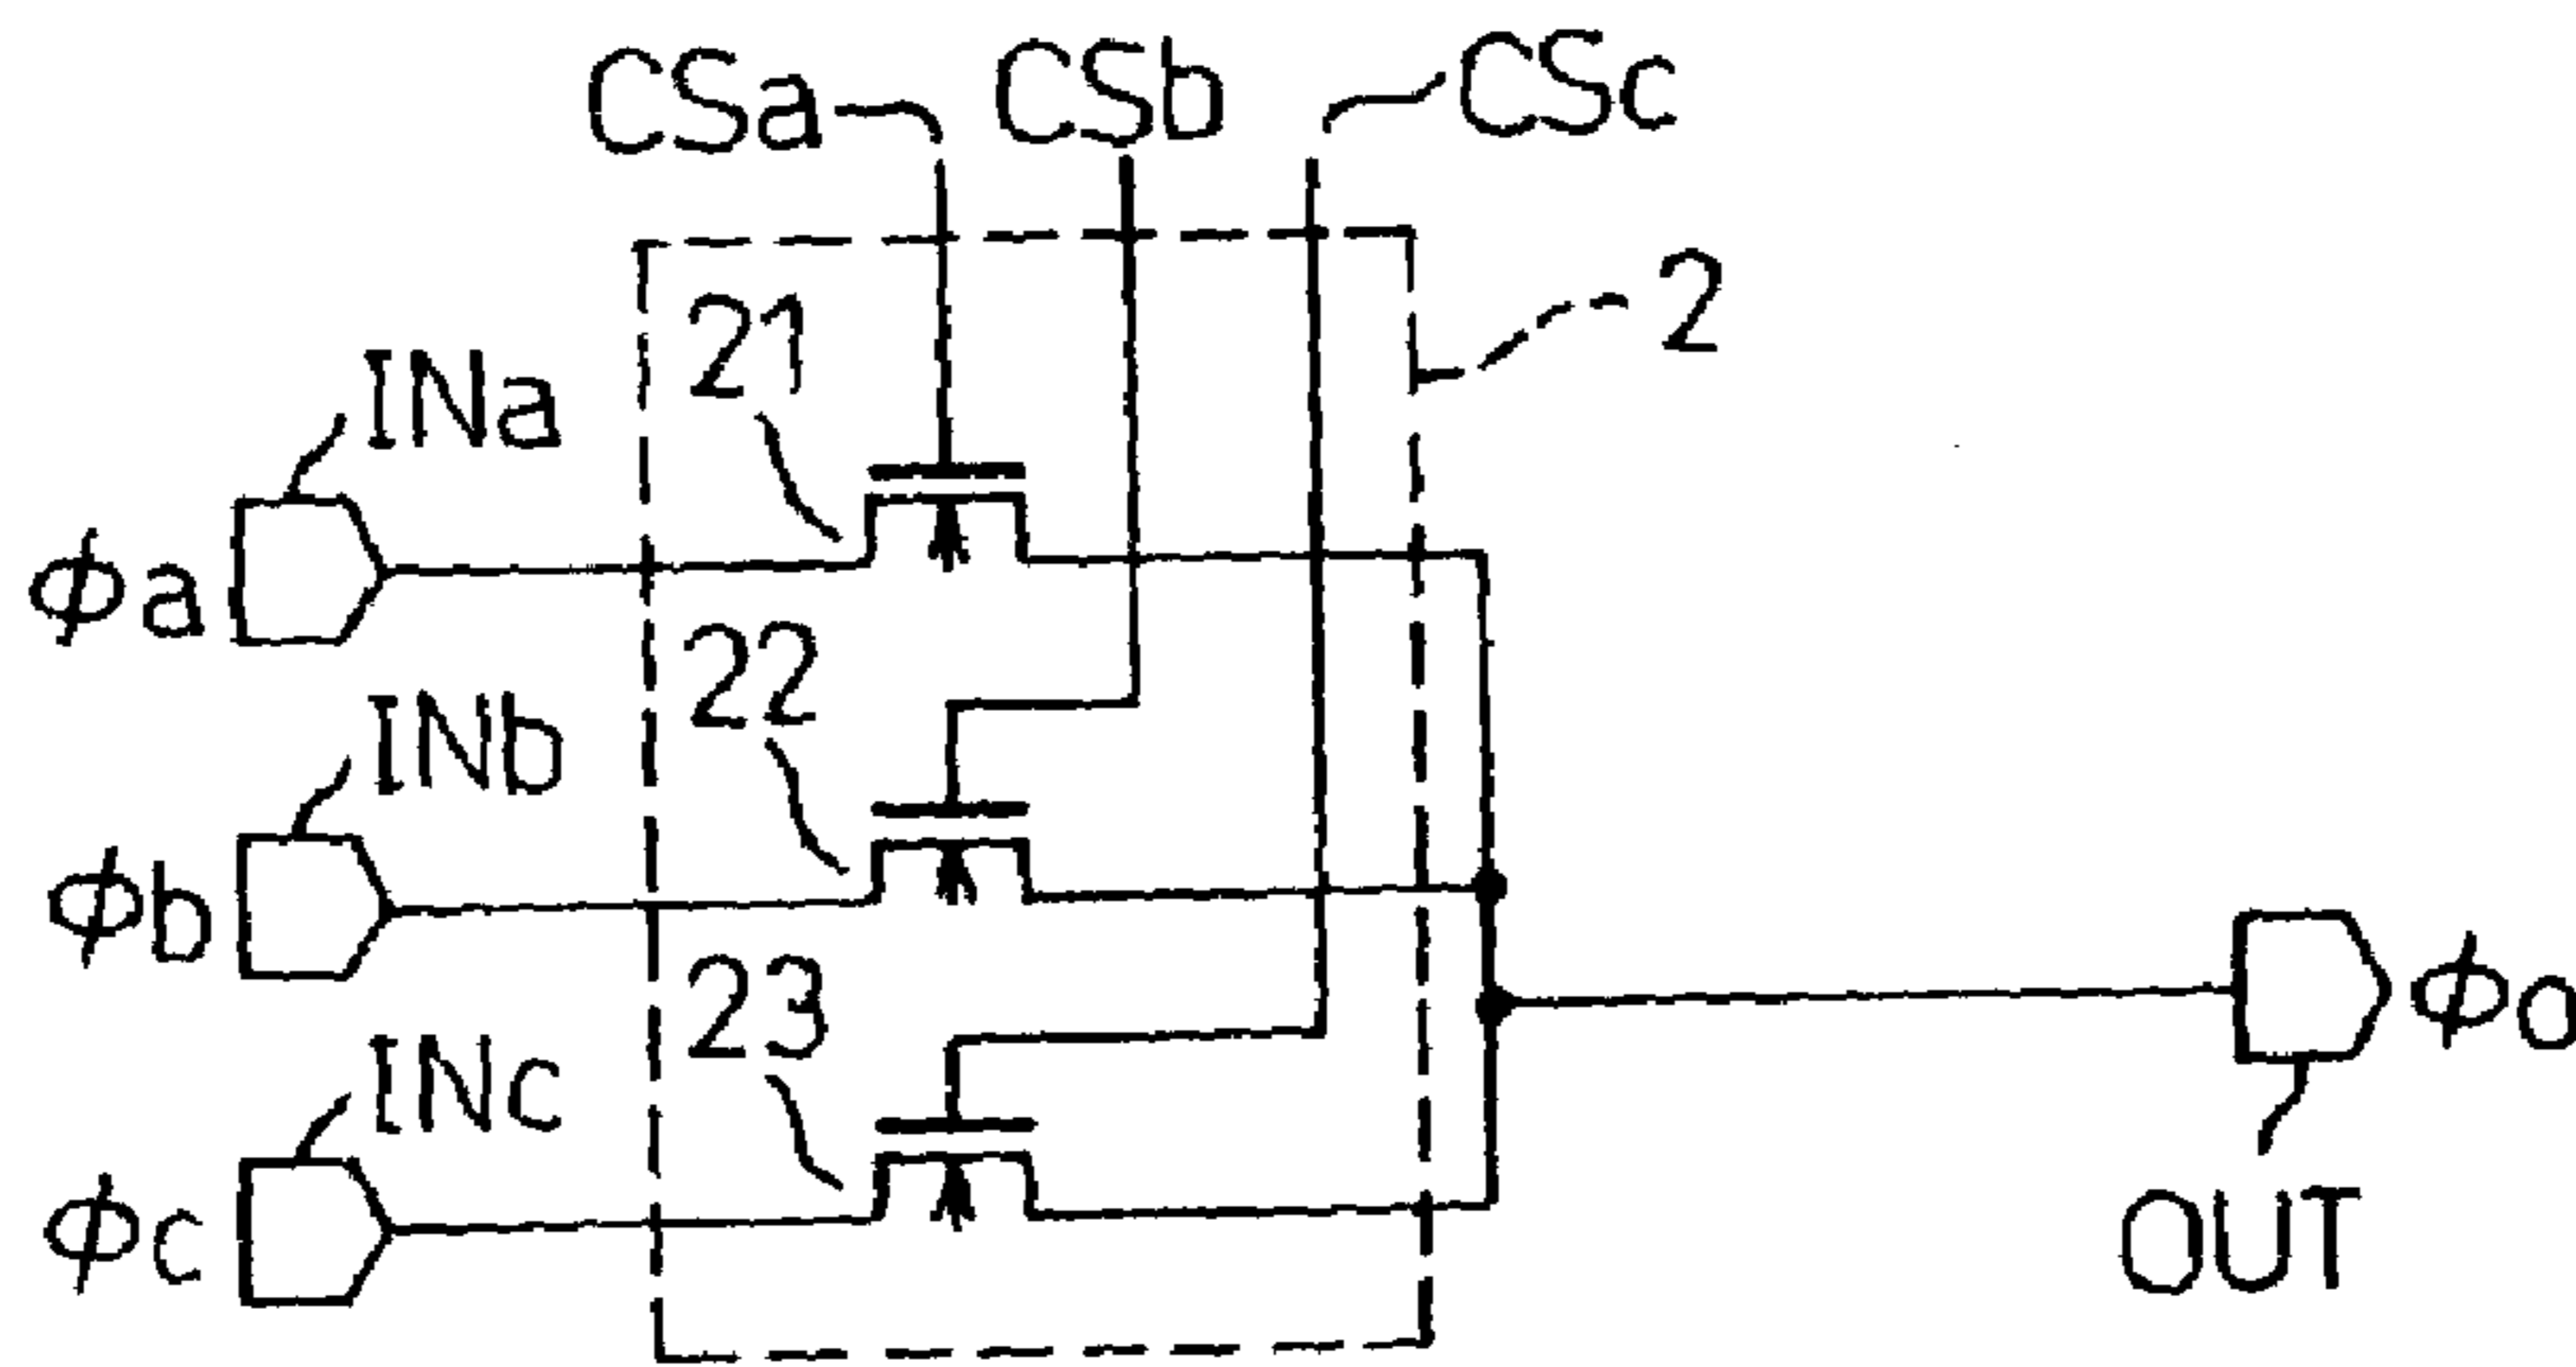 CSa CSb CSc
2
21
INa
ϕa
22
INb
ϕb
23
ϕo
INc
ϕc
OUT